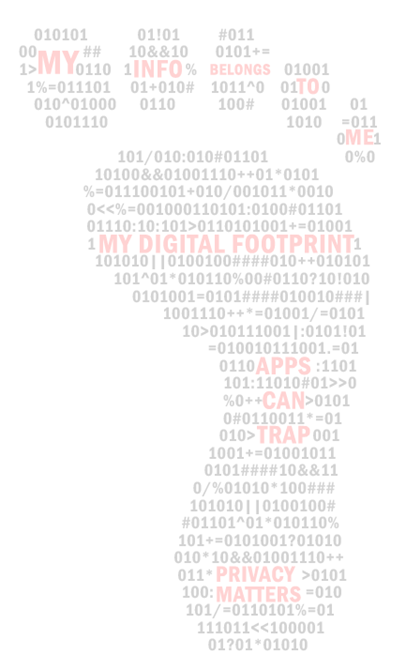 010101 01!01 #011
00 ## 10&&10 0101+=
1>MY0110 1INFO% BELONGS 01001
1%=011101 01+010# 1011^0 01TO0
010^01000 0110 100# 01001 01
0101110 1010 =011
0ME1
101/010:010#01101 0%0
10100&&01001110++01*0101
%=011100101+010/001011*0010
0<<%=001000110101:0100#01101
01110:10:101>0110101001+=01001
1MY DIGITAL FOOTPRINT1
101010||0100100####010++010101
101^01*010110%00#0110?10!010
0101001=0101####010010###|
1001110++*=01001/=0101
10>010111001|:0101!01
=010010111001.=01
0110APPS :1101
101:11010#01>>0
%0++CAN>0101
0#0110011*=01
010>TRAP001
1001+=01001011
0101####10&&11
0/%01010*100###
101010||0100100#
#01101^01*010110%
101+=0101001?01010
010*10&&01001110++
011*PRIVACY >0101
100:MATTERS =010
101/=0110101%=01
111011<<100001
01?01*01010